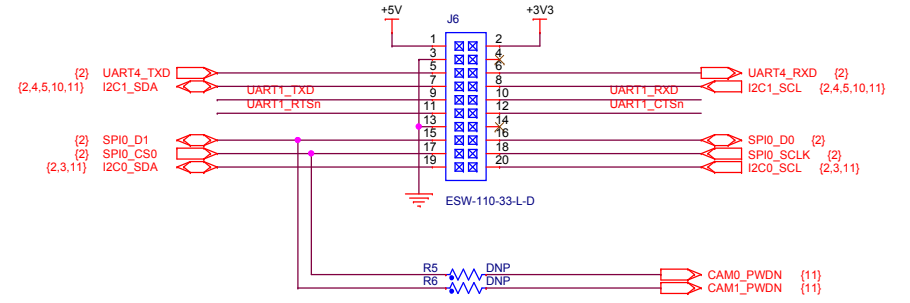 +5V +3V3
J6
1 2
3 4
{2} UART4_TXD 5 6 UART4_RXD {2}
{2,4,5,10,11} I2C1_SDA 7 8 I2C1_SCL {2,4,5,10,11}
UART1_TXD 9 10 UART1_RXD
UART1_RTSn 11 12 UART1_CTSn
13 14
{2} SPI0_D1 15 16 SPI0_D0 {2}
{2} SPI0_CS0 17 18 SPI0_SCLK {2}
{2,3,11} I2C0_SDA 19 20 I2C0_SCL {2,3,11}
ESW-110-33-L-D
R5 DNP CAM0_PWDN {11}
R6 DNP CAM1_PWDN {11}